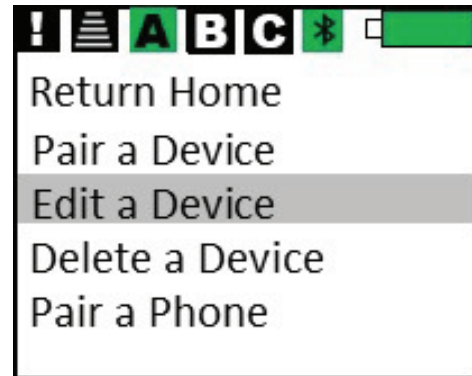 ! A B C
Return Home
Pair a Device
Edit a Device
Delete a Device
Pair a Phone